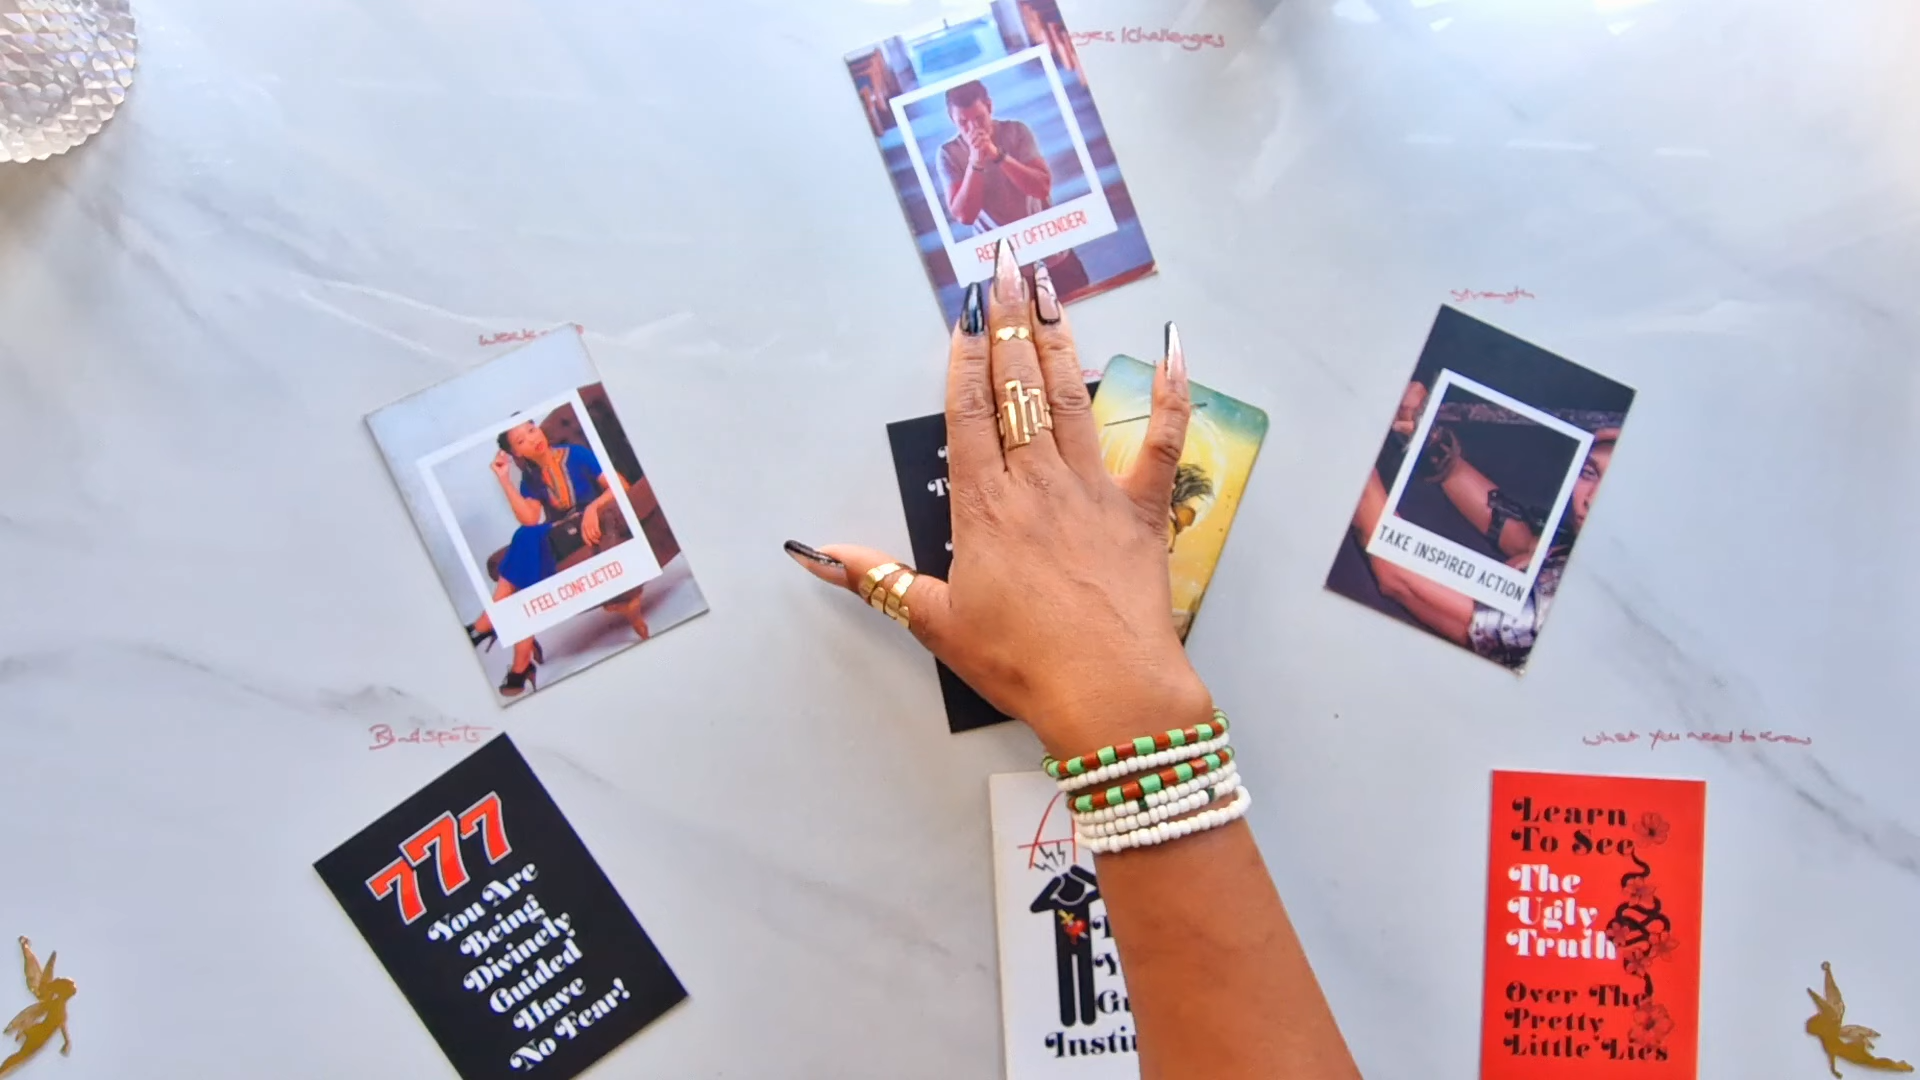 Challenges
REPEAT OFFENDER!
Strength
I FEEL CONFLICTED
TAKE INSPIRED ACTION
Blindspots
777
You Are
Being
Divinely
Guided
Have
No Fear!
What You need to know
Learn
To See
The
Ugly
Truth
Over The
Pretty
Little Lies